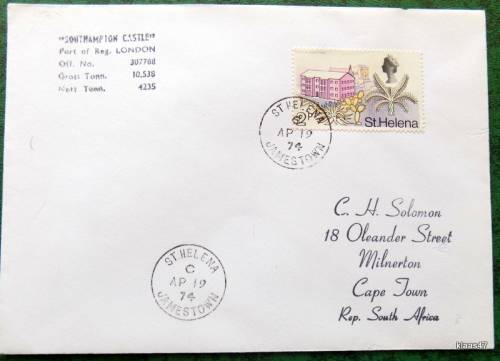 "SOUTHAMPTON CASTLE"
Port of Reg. LONDON
Off. No. 307788
Gross Tonn. 10,538
Nett Tonn. 4235
St. Helena
ST HELENA
AP 19
74
JAMESTOWN
C. H. Solomon
18 Oleander Street
Milnerton
Cape Town
Rep. South Africa
ST HELENA
C
AP 19
74
JAMESTOWN
klaas47